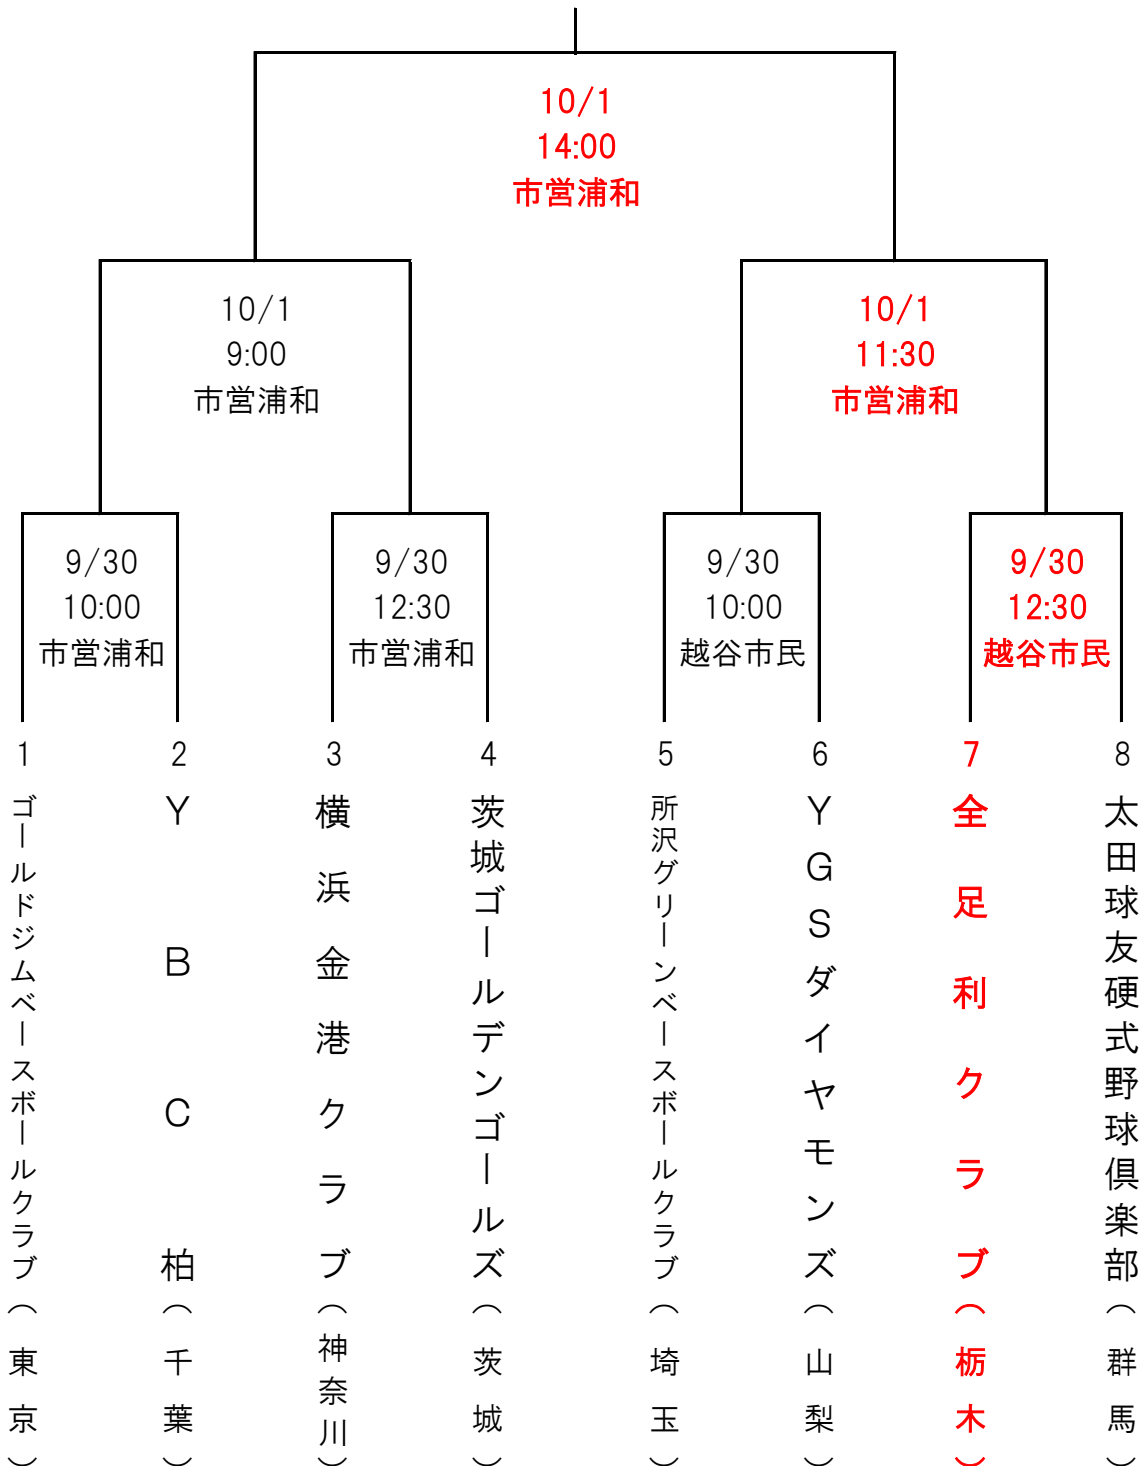 10/1
14:00
市営浦和
10/1
9:00
市営浦和
10/1
11:30
市営浦和
9/30
10:00
市営浦和
9/30
12:30
市営浦和
9/30
10:00
越谷市民
9/30
12:30
越谷市民
1
ゴールドジムベースボールクラブ（東京）
2
YBC柏（千葉）
3
横浜金港クラブ（神奈川）
4
茨城ゴールデンゴールズ（茨城）
5
所沢グリーンベースボールクラブ（埼玉）
6
YGSダイヤモンズ（山梨）
7
全足利クラブ（栃木）
8
太田球友硬式野球倶楽部（群馬）